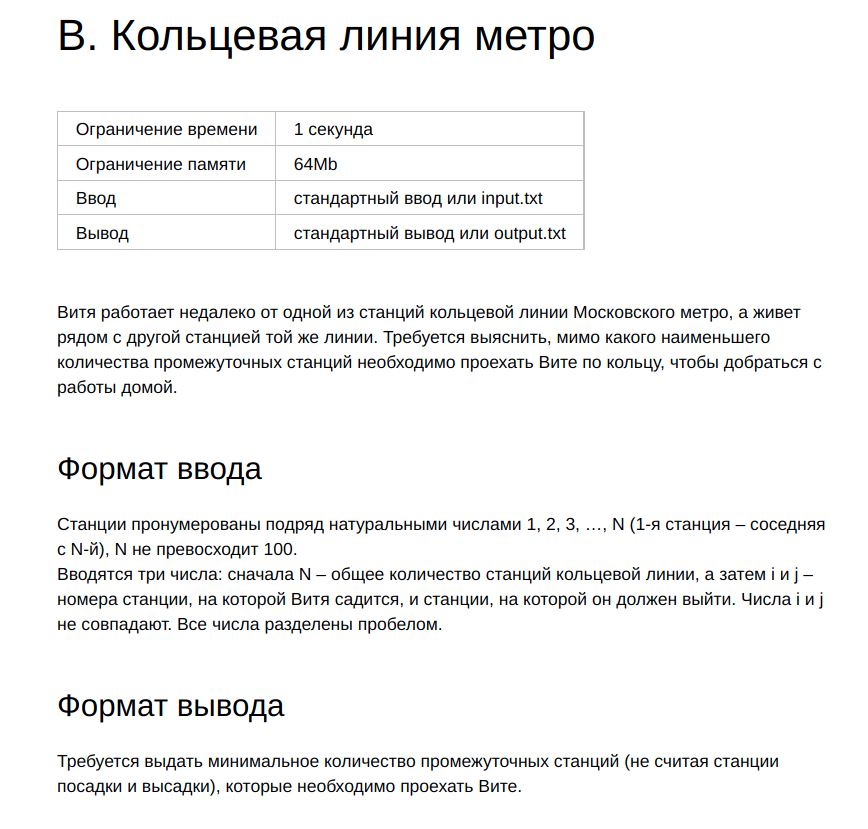 В. Кольцевая линия метро
Ограничение времени 1 секунда
Ограничение памяти 64Mb
Ввод стандартный ввод или input.txt
Вывод стандартный вывод или output.txt
Витя работает недалеко от одной из станций кольцевой линии Московского метро, а живет
рядом с другой станцией той же линии. Требуется выяснить, мимо какого наименьшего
количества промежуточных станций необходимо проехать Вите по кольцу, чтобы добраться с
работы домой.
Формат ввода
Станции пронумерованы подряд натуральными числами 1, 2, 3, …, N (1-я станция – соседняя
с N-й), N не превосходит 100.
Вводятся три числа: сначала N – общее количество станций кольцевой линии, а затем i и j –
номера станции, на которой Витя садится, и станции, на которой он должен выйти. Числа i и j
не совпадают. Все числа разделены пробелом.
Формат вывода
Требуется выдать минимальное количество промежуточных станций (не считая станции
посадки и высадки), которые необходимо проехать Вите.